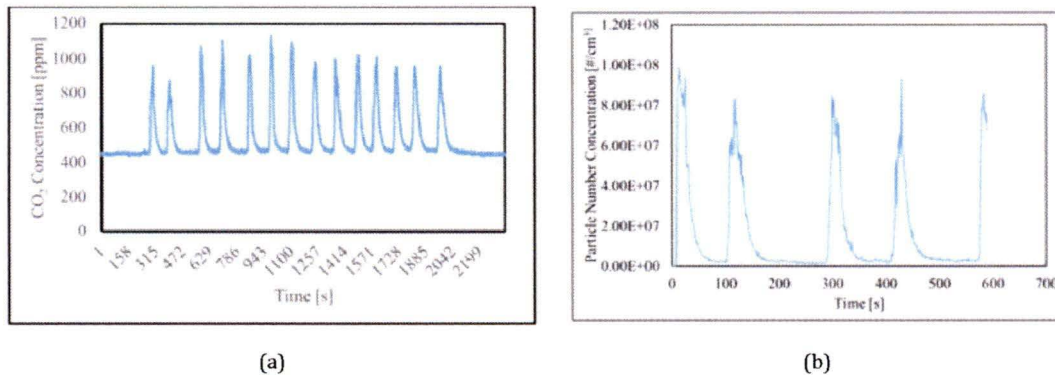 1200
1000
800
600
400
200
0
CO₂ Concentration [ppm]
1
158
315
472
629
786
943
1100
1257
1414
1571
1728
1885
2042
2199
Time [s]
(a)
1.20E+08
1.00E+08
8.00E+07
6.00E+07
4.00E+07
2.00E+07
0.00E+00
Particle Number Concentration [#/cm³]
0 100 200 300 400 500 600 700
Time [s]
(b)